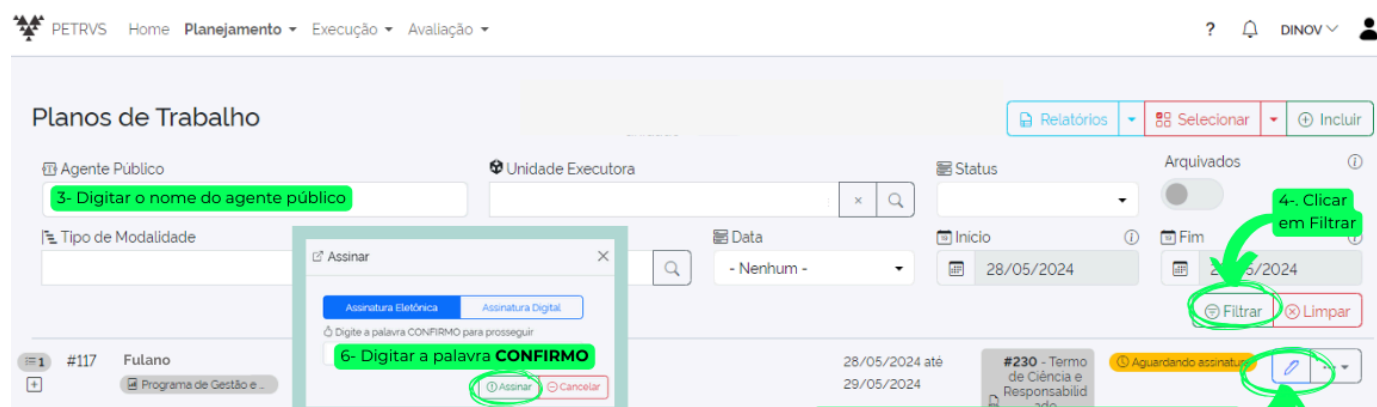 PETRVS Home Planejamento Execução Avaliação ? DINOV
Planos de Trabalho
Relatórios Selecionar Incluir
Agente Público Unidade Executora Status Arquivados
3- Digitar o nome do agente público
4-. Clicar
em Filtrar
Tipo de Modalidade Data Início Fim
- Nenhum - 28/05/2024
Filtrar Limpar
Assinar
Assinatura Eletônica Assinatura Digital
Digite a palavra CONFIRMO para prosseguir
6- Digitar a palavra CONFIRMO
Assinar Cancelar
1 #117 Fulano 28/05/2024 até #230 - Termo Aguardando assinatura
Programa de Gestão e ... 29/05/2024 de Ciência e
Responsabilid
ado